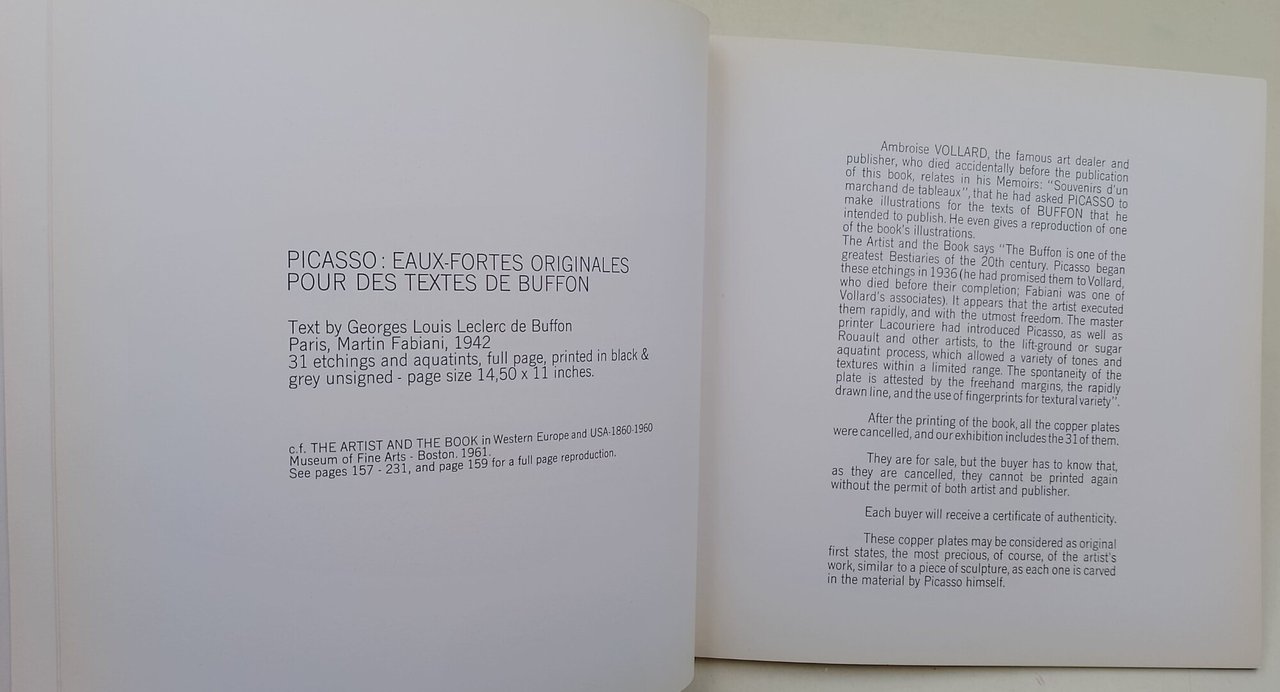 PICASSO: EAUX-FORTES ORIGINALES
POUR DES TEXTES DE BUFFON
Text by Georges Louis Leclerc de Buffon
Paris, Martin Fabiani, 1942
31 etchings and aquatints, full page, printed in black &
grey unsigned - page size 14,50 x 11 inches.
c.f. THE ARTIST AND THE BOOK in Western Europe and USA-1860-1960
Museum of Fine Arts - Boston. 1961.
See pages 157 - 231, and page 159 for a full page reproduction.
Ambroise VOLLARD, the famous art dealer and
publisher, who died accidentally before the publication
of this book, relates in his Memoirs: "Souvenirs d'un
marchand de tableaux", that he had asked PICASSO to
make illustrations for the texts of BUFFON that he
intended to publish. He even gives a reproduction of one
of the book's illustrations.
The Artist and the Book says "The Buffon is one of the
greatest Bestiaries of the 20th century. Picasso began
these etchings in 1936 (he had promised them to Vollard,
who died before their completion; Fabiani was one of
Vollard's associates). It appears that the artist executed
them rapidly, and with the utmost freedom. The master
printer Lacouriere had introduced Picasso, as well as
Rouault and other artists, to the lift-ground or sugar
aquatint process, which allowed a variety of tones and
textures within a limited range. The spontaneity of the
plate is attested by the freehand margins, the rapidly
drawn line, and the use of fingerprints for textural variety".
After the printing of the book, all the copper plates
were cancelled, and our exhibition includes the 31 of them.
They are for sale, but the buyer has to know that,
as they are cancelled, they cannot be printed again
without the permit of both artist and publisher.
Each buyer will receive a certificate of authenticity.
These copper plates may be considered as original
first states, the most precious, of course, of the artist's
work, similar to a piece of sculpture, as each one is carved
in the material by Picasso himself.